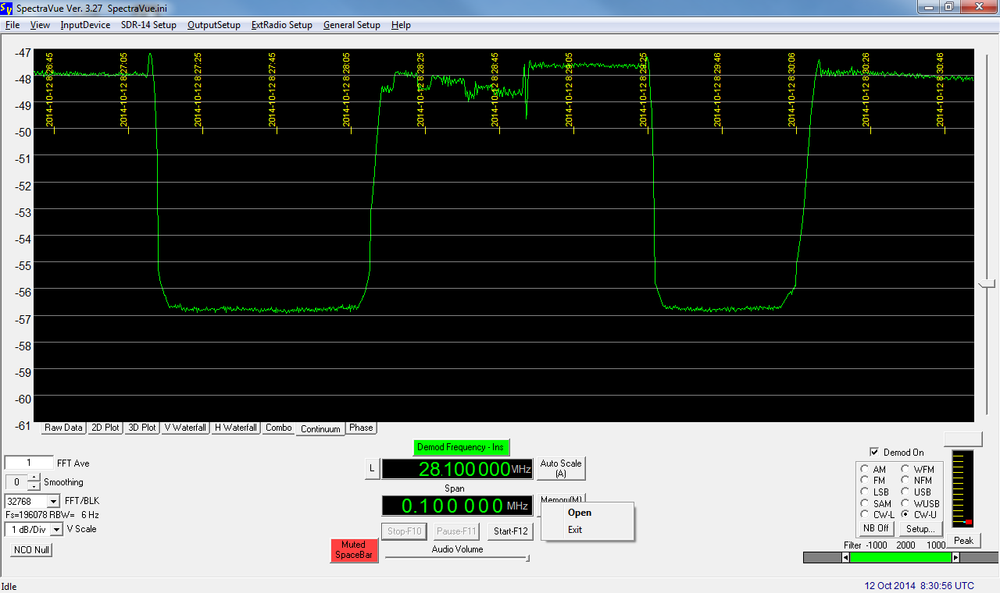 SpectraVue Ver. 3.27  SpectraVue.ini
File View InputDevice SDR-14 Setup OutputSetup ExtRadio Setup General Setup Help
-47
-48
-49
-50
-51
-52
-53
-54
-55
-56
-57
-58
-59
-60
-61
2014-10-12 8:26:45
2014-10-12 8:27:05
2014-10-12 8:27:25
2014-10-12 8:27:45
2014-10-12 8:28:05
2014-10-12 8:28:25
2014-10-12 8:28:45
2014-10-12 8:29:05
2014-10-12 8:29:25
2014-10-12 8:29:46
2014-10-12 8:30:06
2014-10-12 8:30:26
2014-10-12 8:30:46
Raw Data 2D Plot 3D Plot V Waterfall H Waterfall Combo Continuum Phase
1 FFT Ave
0 Smoothing
32768 FFT/BLK
Fs=196078 RBW= 6 Hz
1 dB/Div V Scale
NCO Null
Demod Frequency - Ins
L 28.100 000 MHz
Auto Scale
(A)
Span
0.100 000 MHz
Memory(M)
Open
Exit
Stop-F10 Pause-F11 Start-F12
Muted
SpaceBar
Audio Volume
Demod On
AM WFM
FM NFM
LSB USB
SAM WUSB
CW-L CW-U
NB Off Setup...
Peak
Filter -1000 2000 1000
Idle
12 Oct 2014 8:30:56 UTC